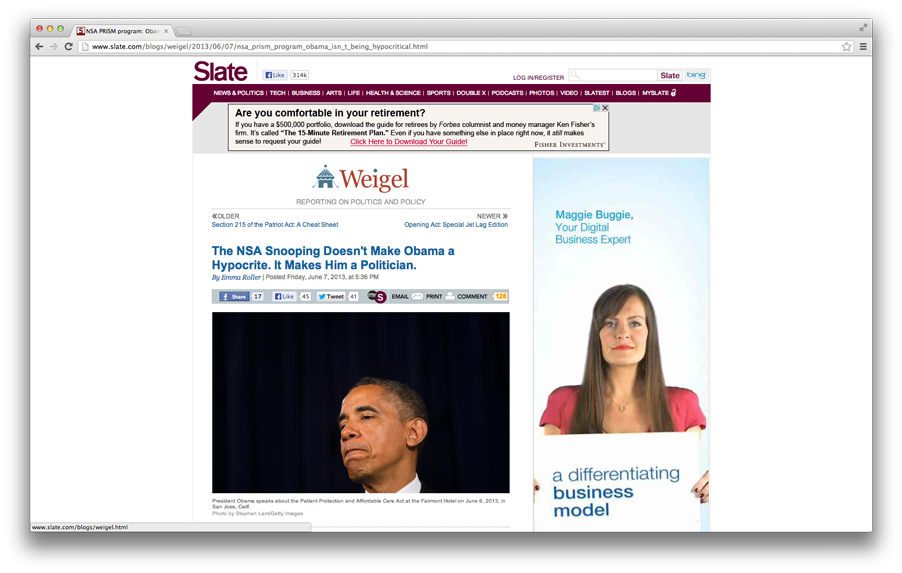 NSA PRISM program: Obam
www.slate.com/blogs/weigel/2013/06/07/nsa_prism_program_obama_isn_t_being_hypocritical.html
Slate
Like 314k
LOG IN/REGISTER
Slate
bing
NEWS & POLITICS | TECH | BUSINESS | ARTS | LIFE | HEALTH & SCIENCE | SPORTS | DOUBLE X | PODCASTS | PHOTOS | VIDEO | SLATEST | BLOGS | MYSLATE
Are you comfortable in your retirement?
If you have a $500,000 portfolio, download the guide for retirees by Forbes columnist and money manager Ken Fisher's
firm. It's called "The 15-Minute Retirement Plan." Even if you have something else in place right now, it still makes
sense to request your guide! Click Here to Download Your Guide! FISHER INVESTMENTS
Weigel
REPORTING ON POLITICS AND POLICY
«OLDER
Section 215 of the Patriot Act: A Cheat Sheet
NEWER »
Opening Act: Special Jet Lag Edition
The NSA Snooping Doesn't Make Obama a
Hypocrite. It Makes Him a Politician.
By Emma Roller | Posted Friday, June 7, 2013, at 5:36 PM
Share 17 Like 45 Tweet 41 S EMAIL PRINT COMMENT 128
President Obama speaks about the Patient Protection and Affordable Care Act at the Fairmont Hotel on June 6, 2013, in
San Jose, Calif.
Photo by Stephen Lam/Getty Images
Maggie Buggie,
Your Digital
Business Expert
a differentiating
business
model
www.slate.com/blogs/weigel.html